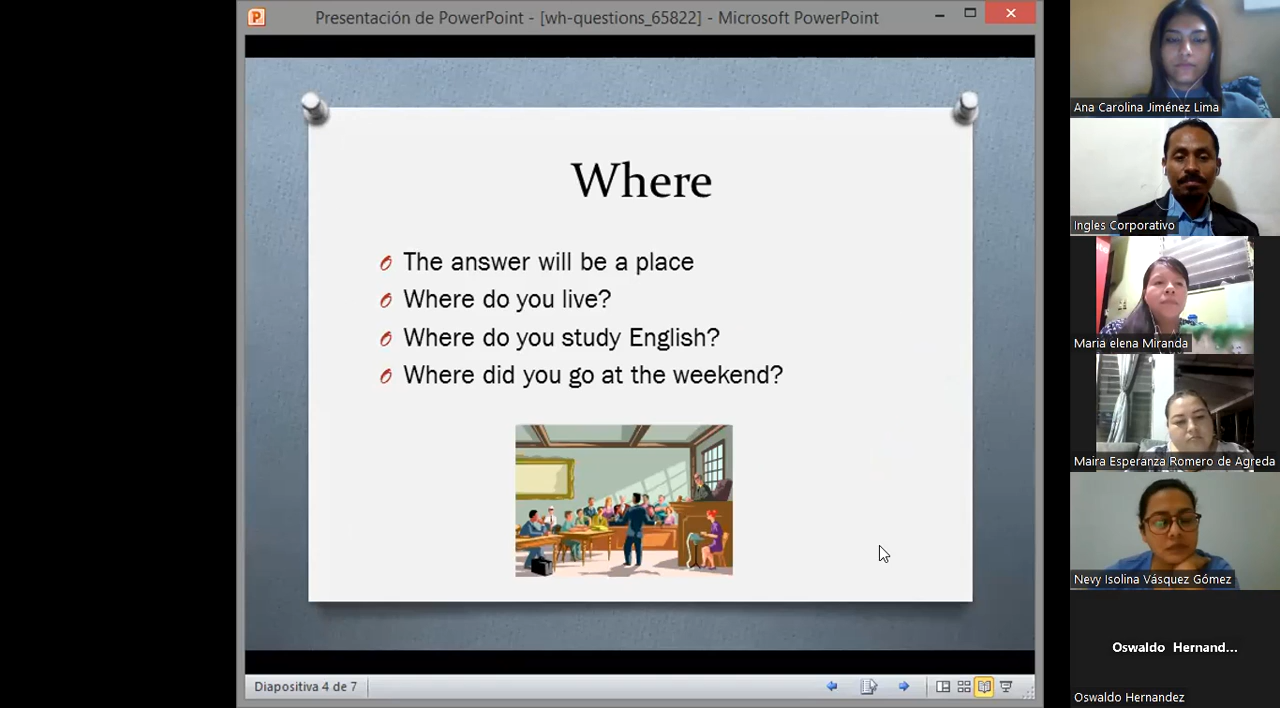 Presentación de PowerPoint - [wh-questions_65822] - Microsoft PowerPoint
Where
The answer will be a place
Where do you live?
Where do you study English?
Where did you go at the weekend?
Diapositiva 4 de 7
Ana Carolina Jiménez Lima
Ingles Corporativo
Maria elena Miranda
Maira Esperanza Romero de Agreda
Nevy Isolina Vásquez Gómez
Oswaldo Hernand...
Oswaldo Hernandez